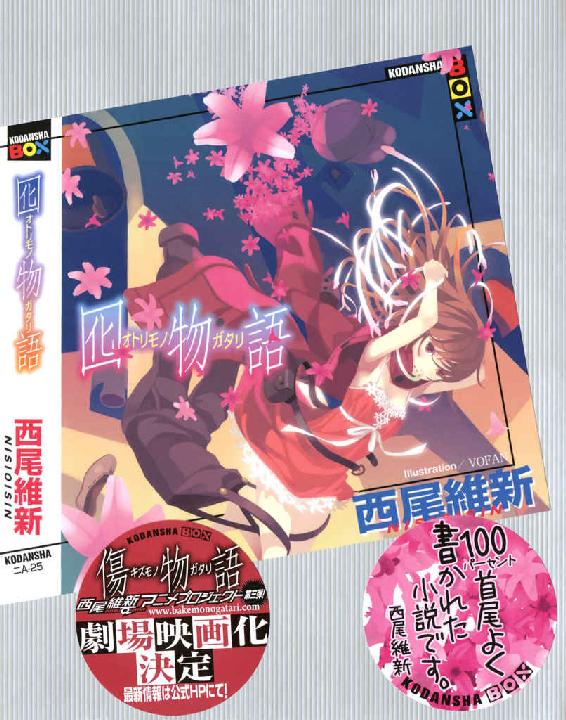 KODANSHA
BOX
KODANSHA
BOX
囮物語
オトリモノ ガタリ
西尾維新
NISIOISIN
KODANSHA
ニA-25
囮物語
オトリモノ ガタリ
Illustration/VOFAN
西尾維新
KODANSHA BOX
傷物語
キズモノ ガタリ
西尾維新アニメプロジェクト第三弾!
www.bakemonogatari.com
劇場映画化
決定
最新情報は公式HPにて!
100
パーセント
首尾よく
書かれた
小説です。
西尾維新
KODANSHA BOX